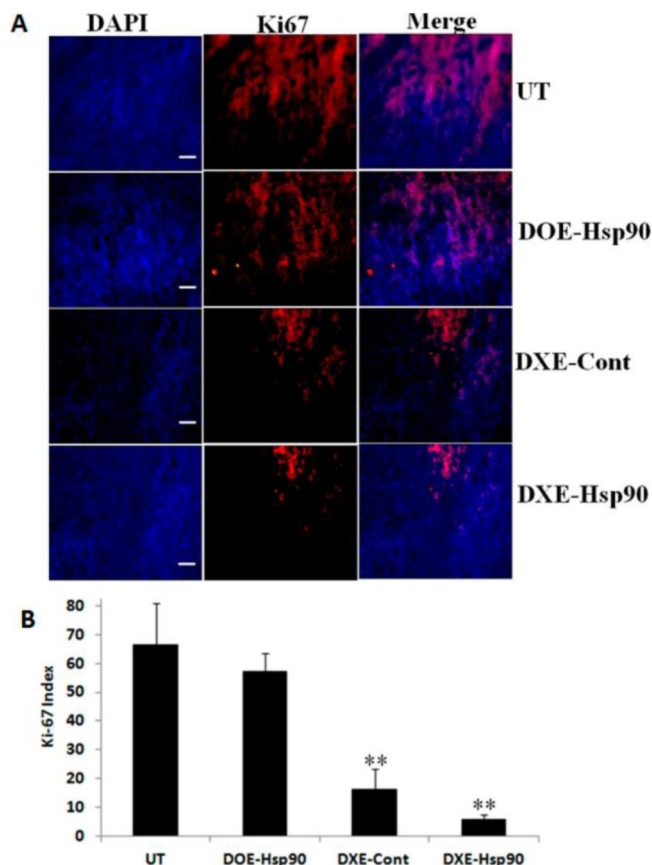 A
DAPI Ki67 Merge
UT
DOE-Hsp90
DXE-Cont
DXE-Hsp90
B
80
70
60
50
40
30
20
10
0
Ki-67 Index
**
**
UT DOE-Hsp90 DXE-Cont DXE-Hsp90